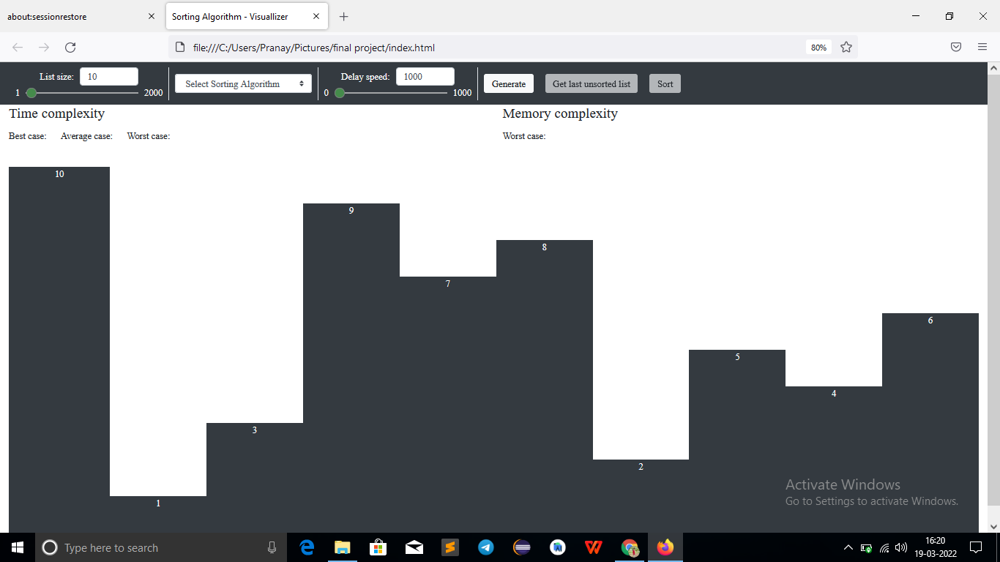 about:sessionrestore
Sorting Algorithm - Visuallizer
file:///C:/Users/Pranay/Pictures/final project/index.html
80%
List size: 10
1 2000
Select Sorting Algorithm
Delay speed: 1000
0 1000
Generate
Get last unsorted list
Sort
Time complexity
Memory complexity
Best case: Average case: Worst case:
Worst case:
10
1
3
9
7
8
2
5
4
6
Activate Windows
Go to Settings to activate Windows.
Type here to search
16:20
19-03-2022